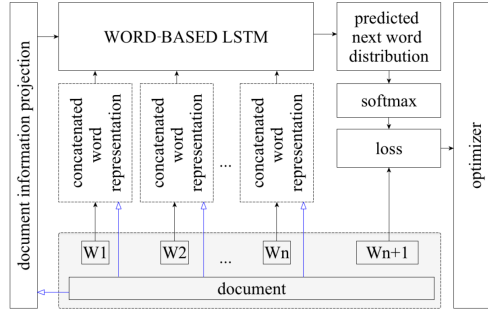 document information projection
WORD-BASED LSTM
predicted
next word
distribution
softmax
loss
optimizer
concatenated
word
representation
concatenated
word
representation
...
concatenated
word
representation
W1
W2
...
Wn
Wn+1
document